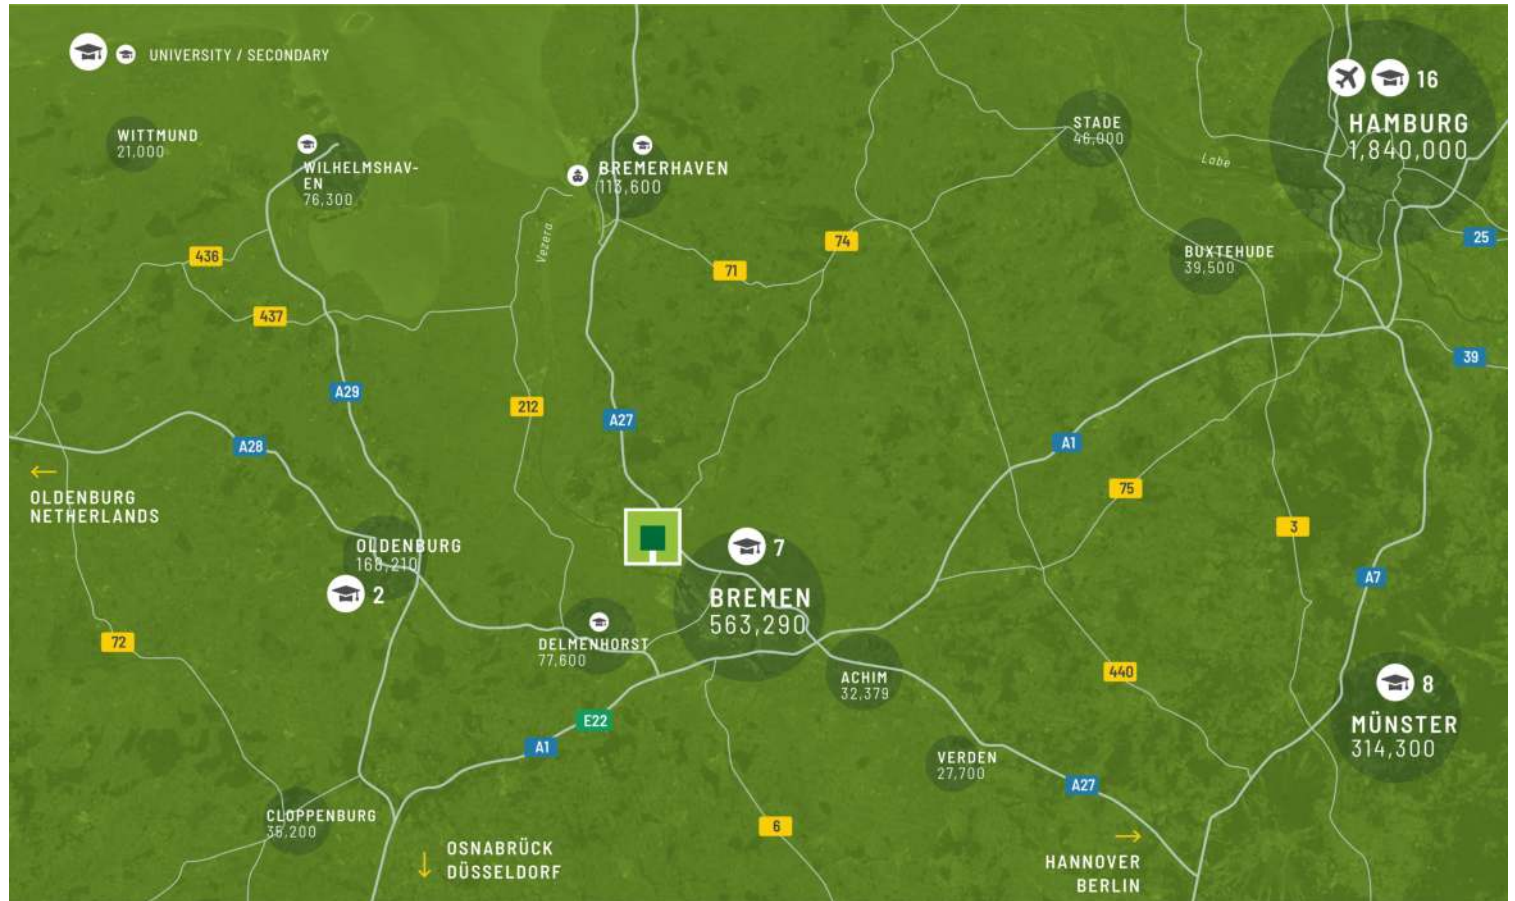 UNIVERSITY / SECONDARY
16
HAMBURG
1,840,000
STADE
46,000
WITTMUND
21,000
WILHELMSHAV-
EN
76,300
BREMERHAVEN
113,600
Labe
Vezera
25
74
BUXTEHUDE
39,500
436
71
437
39
A29
212
A27
A28
A1
OLDENBURG
NETHERLANDS
75
3
OLDENBURG
168,210
2
7
BREMEN
563,290
A7
DELMENHORST
77,600
72
ACHIM
32,379
440
8
MÜNSTER
314,300
E22
A1
VERDEN
27,700
A27
CLOPPENBURG
35,200
6
OSNABRÜCK
DÜSSELDORF
HANNOVER
BERLIN